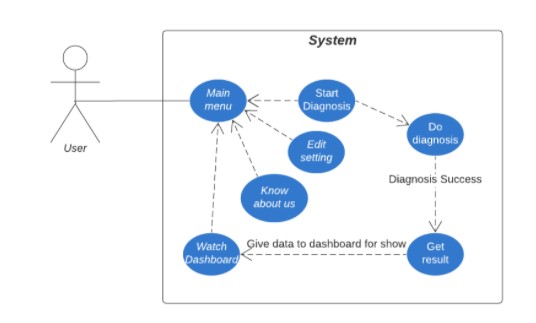 System
Main
menu
Start
Diagnosis
Do
diagnosis
User
Edit
setting
Diagnosis Success
Know
about us
Give data to dashboard for show
Watch
Dashboard
Get
result